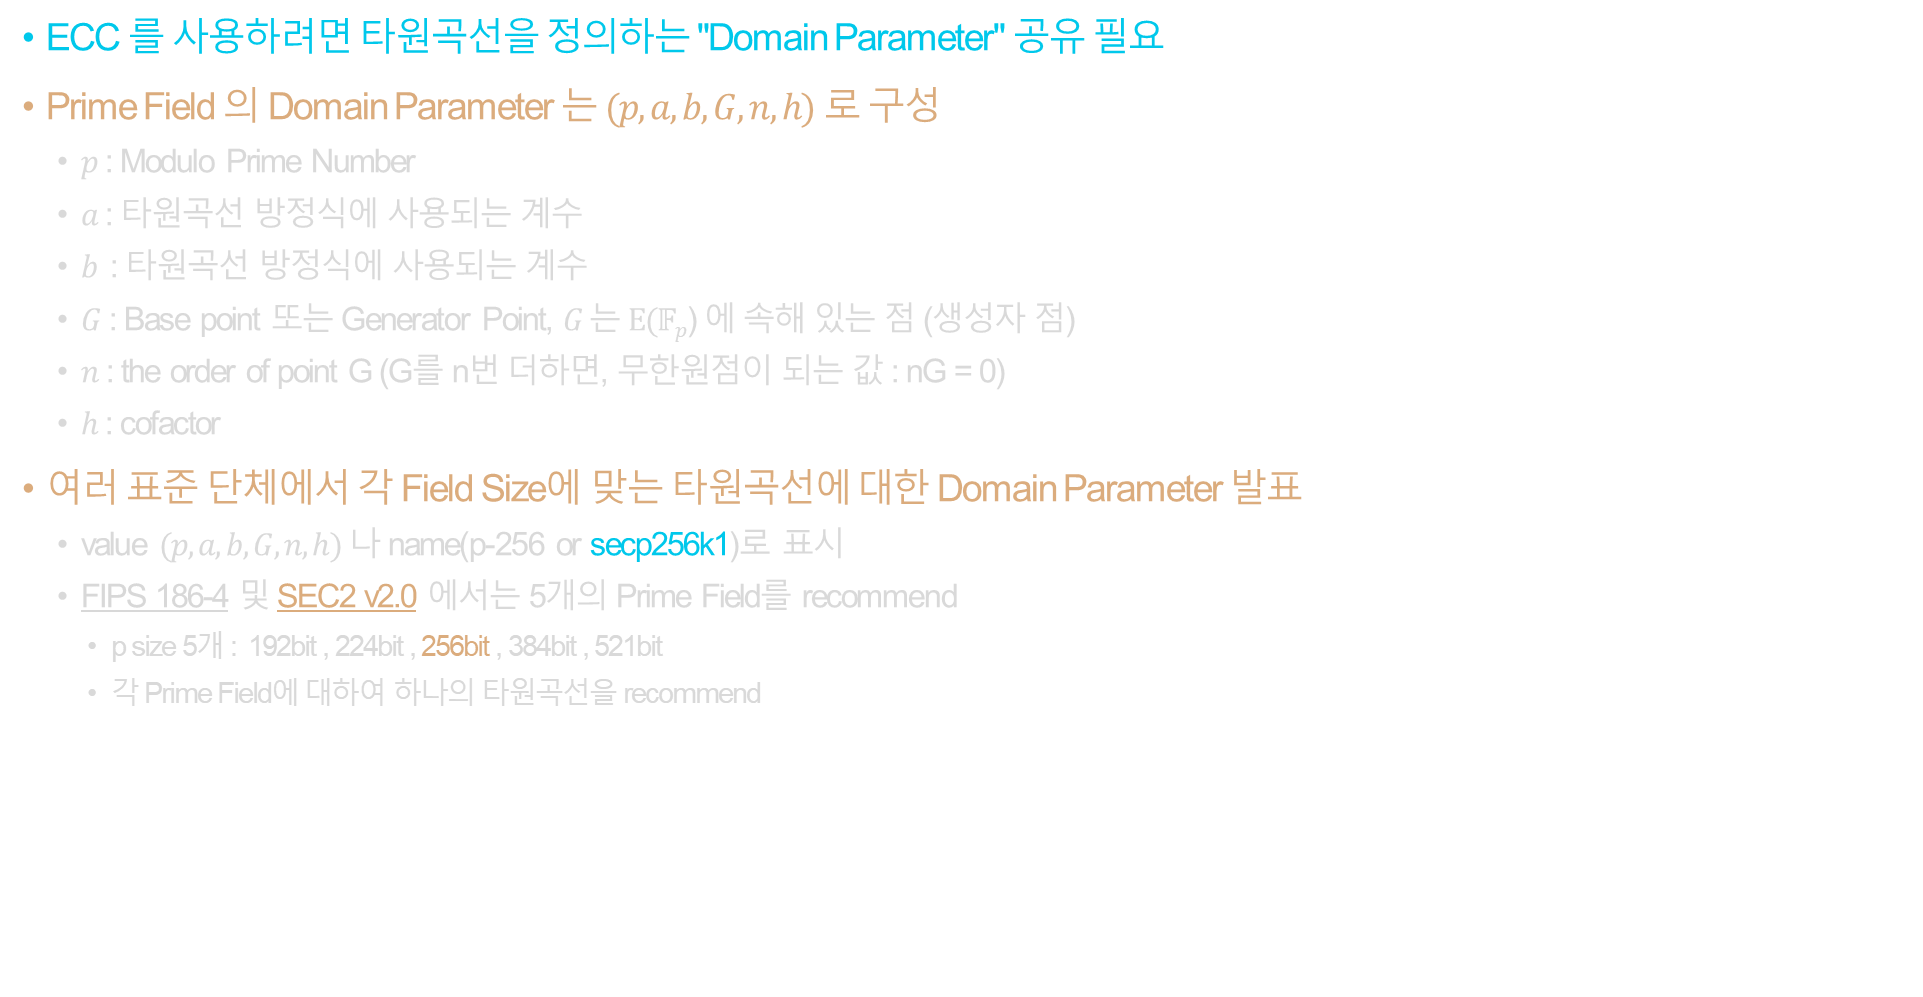 • ECC 를 사용하려면 타원곡선을 정의하는 "Domain Parameter" 공유 필요
• Prime Field 의 Domain Parameter 는 (p, a, b, G, n, h) 로 구성
• p : Modulo Prime Number
• a : 타원곡선 방정식에 사용되는 계수
• b : 타원곡선 방정식에 사용되는 계수
• G : Base point 또는 Generator Point, G 는 E(𝔽ₚ) 에 속해 있는 점 (생성자 점)
• n : the order of point G (G를 n번 더하면, 무한원점이 되는 값 : nG = 0)
• h : cofactor
• 여러 표준 단체에서 각 Field Size에 맞는 타원곡선에 대한 Domain Parameter 발표
• value (p, a, b, G, n, h) 나 name(p-256 or secp256k1)로 표시
• FIPS 186-4 및 SEC2 v2.0 에서는 5개의 Prime Field를 recommend
• p size 5개 : 192bit , 224bit , 256bit , 384bit , 521bit
• 각 Prime Field에 대하여 하나의 타원곡선을 recommend